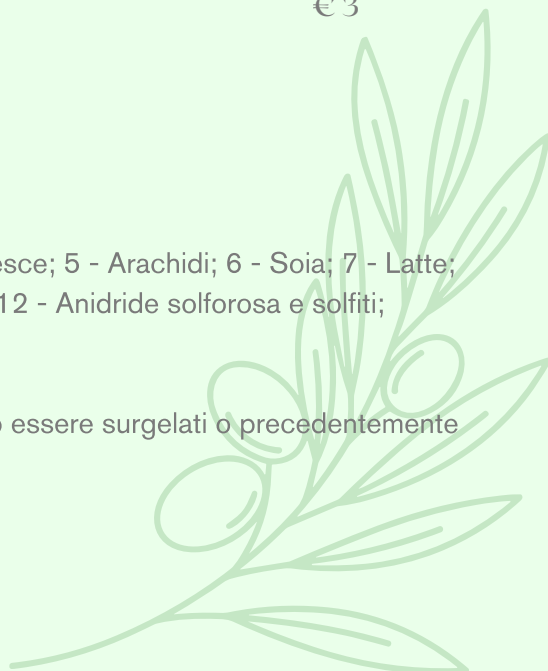 € 3
esce; 5 - Arachidi; 6 - Soia; 7 - Latte;
12 - Anidride solforosa e solfiti;
o essere surgelati o precedentemente